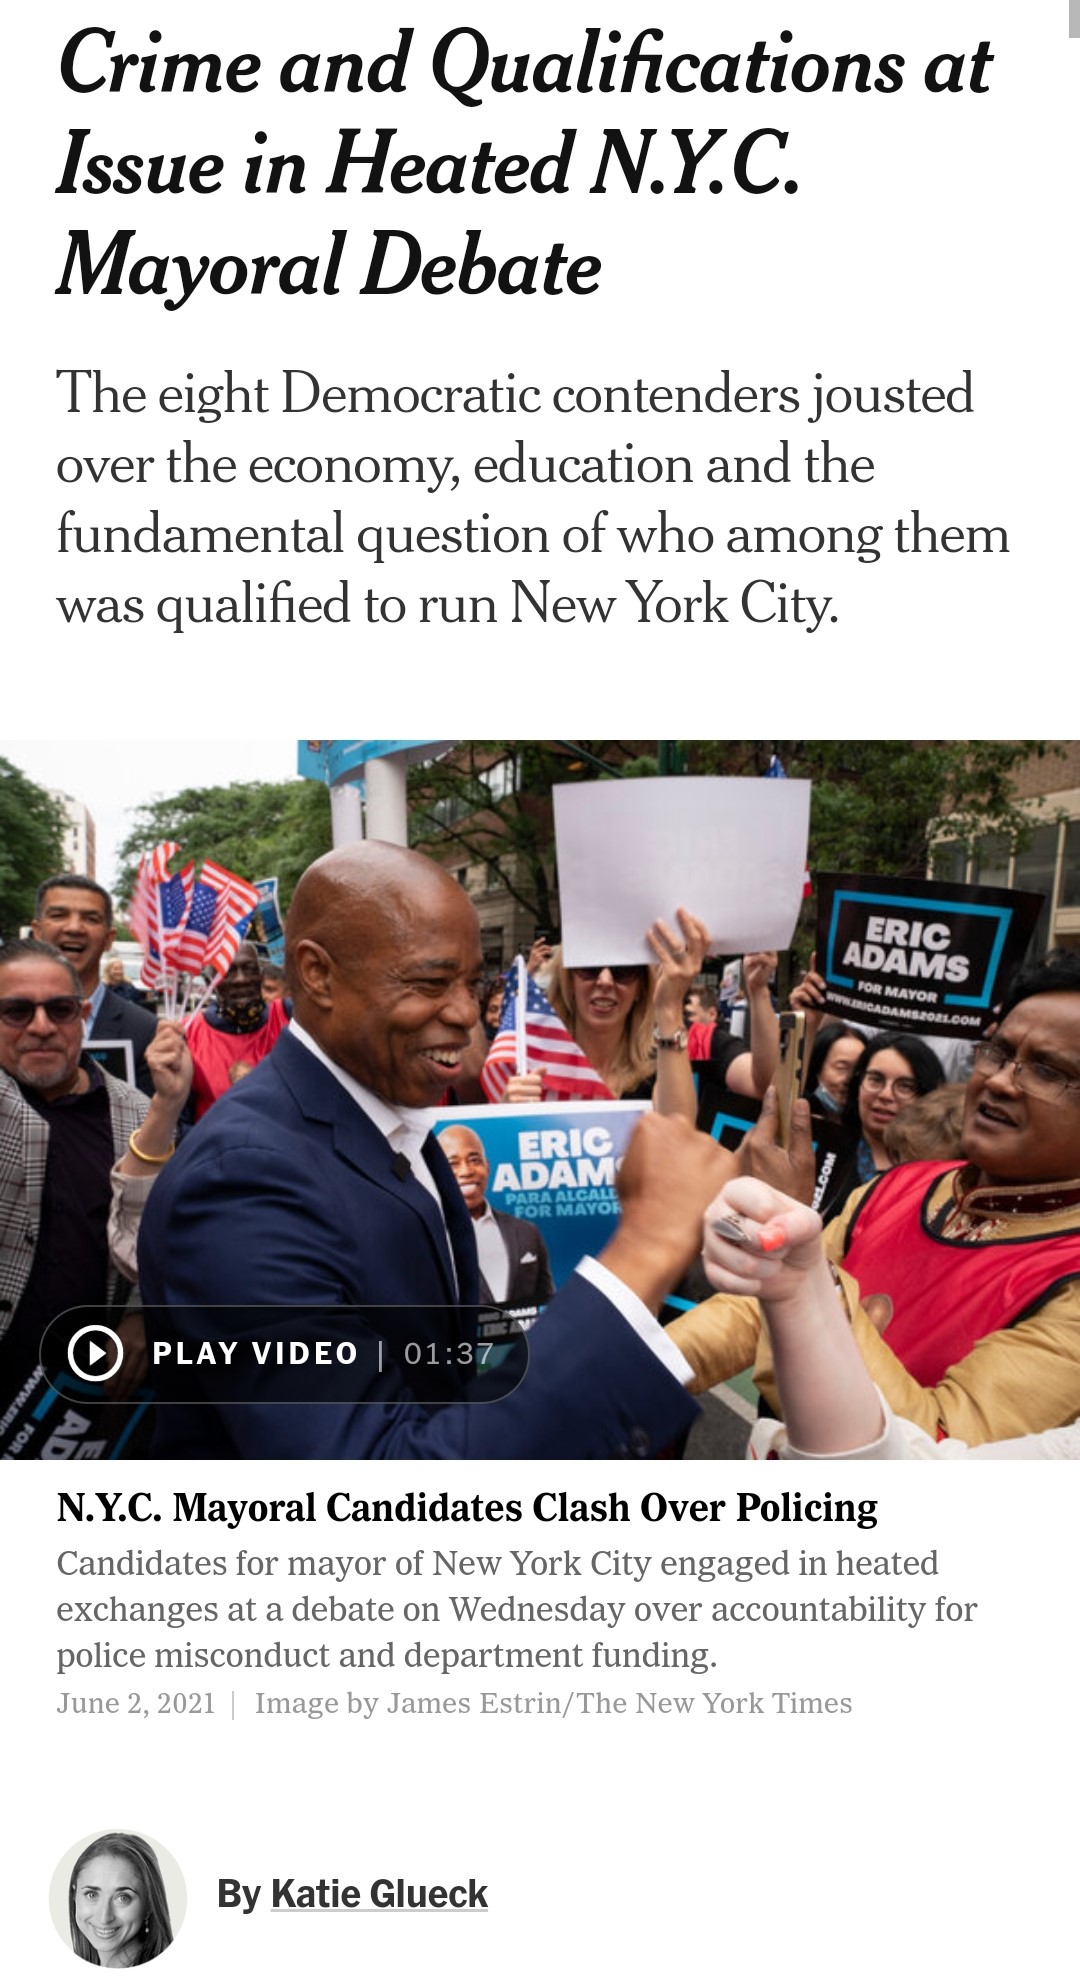 Crime and Qualifications at
Issue in Heated N.Y.C.
Mayoral Debate
The eight Democratic contenders jousted
over the economy, education and the
fundamental question of who among them
was qualified to run New York City.
ERIC
ADAMS
FOR MAYOR
WWW.ERICADAMS2021.COM
ERIC
ADAMS
PARA ALCALD
FOR MAYOR
PLAY VIDEO | 01:37
N.Y.C. Mayoral Candidates Clash Over Policing
Candidates for mayor of New York City engaged in heated
exchanges at a debate on Wednesday over accountability for
police misconduct and department funding.
June 2, 2021 | Image by James Estrin/The New York Times
By Katie Glueck